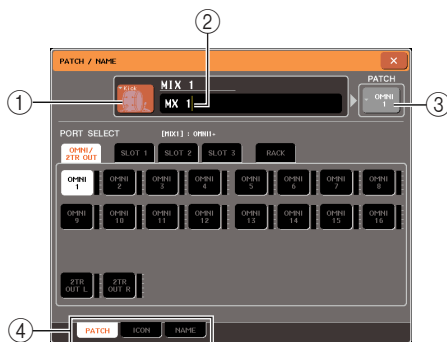 ②
PATCH / NAME
×
Kick
MIX 1
MX 1
PATCH
OMNI 1
①
③
PORT SELECT
[MIX1] : OMNI1-
OMNI/ 2TR OUT
SLOT 1
SLOT 2
SLOT 3
RACK
OMNI 1
OMNI 2
OMNI 3
OMNI 4
OMNI 5
OMNI 6
OMNI 7
OMNI 8
OMNI 9
OMNI 10
OMNI 11
OMNI 12
OMNI 13
OMNI 14
OMNI 15
OMNI 16
2TR OUT L
2TR OUT R
④
PATCH
ICON
NAME